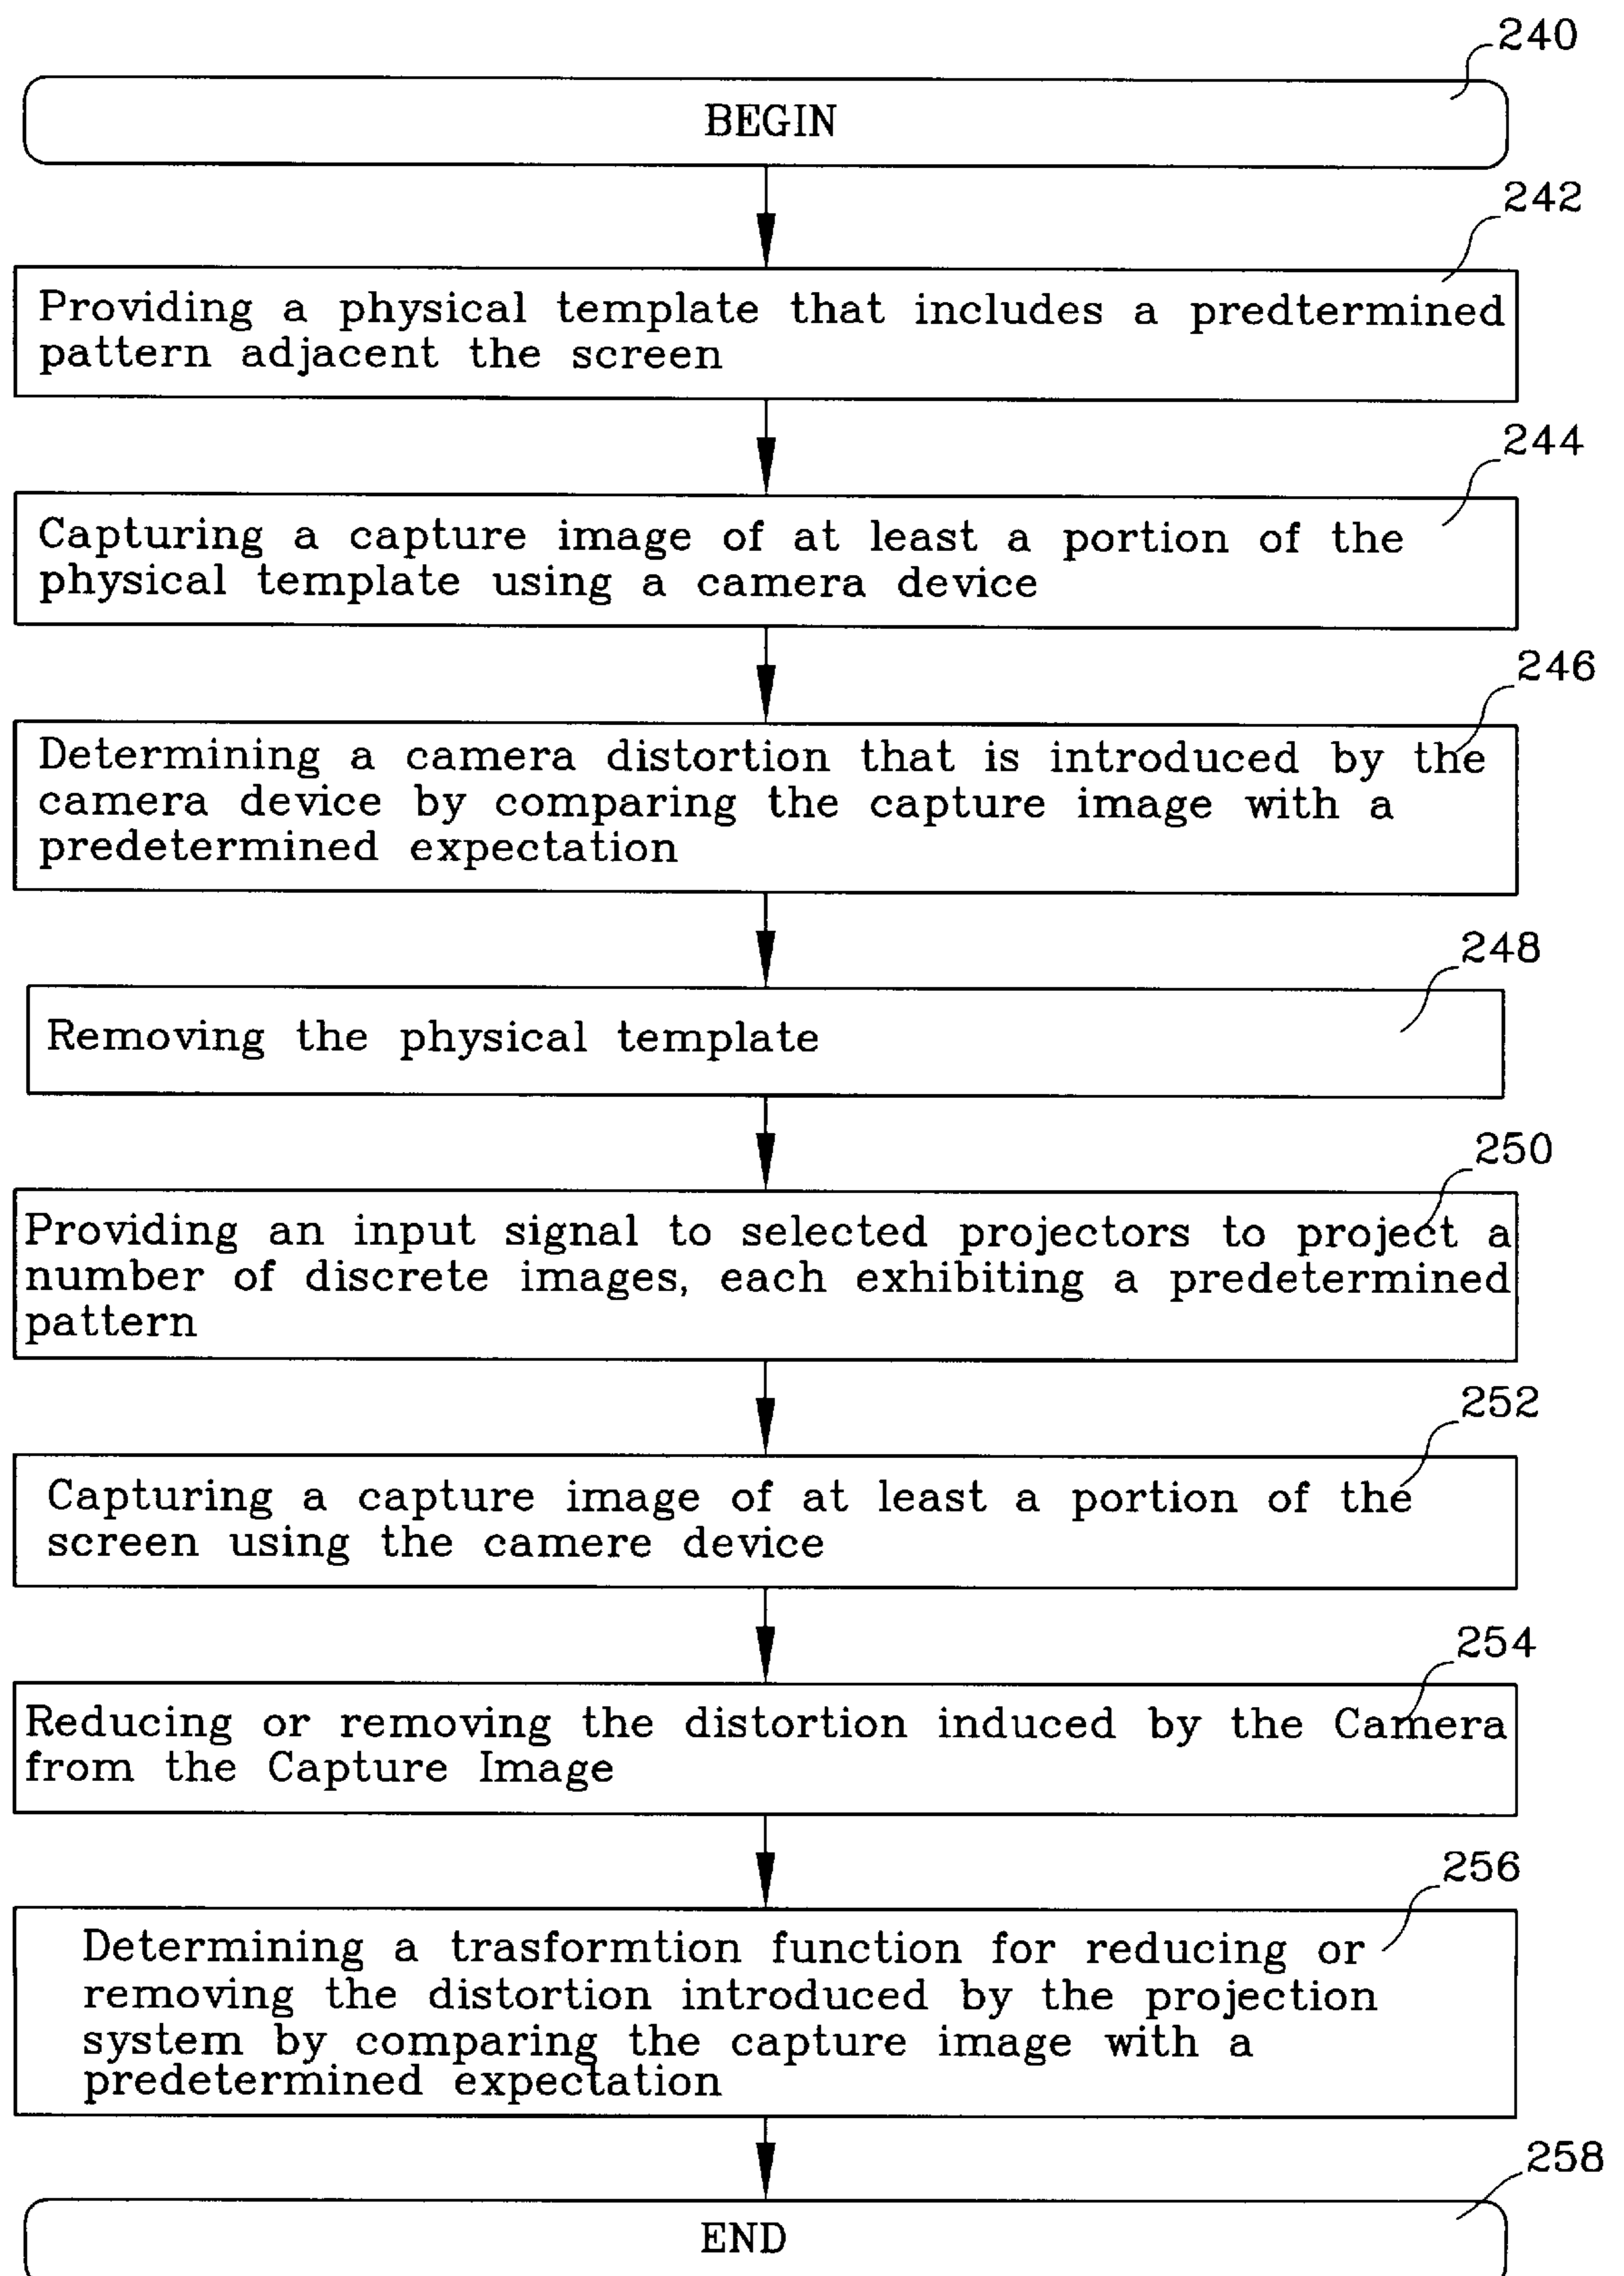 240
BEGIN
242
Providing a physical template that includes a predtermined
pattern adjacent the screen
244
Capturing a capture image of at least a portion of the
physical template using a camera device
246
Determining a camera distortion that is introduced by the
camera device by comparing the capture image with a
predetermined expectation
248
Removing the physical template
250
Providing an input signal to selected projectors to project a
number of discrete images, each exhibiting a predetermined
pattern
252
Capturing a capture image of at least a portion of the
screen using the camere device
254
Reducing or removing the distortion induced by the Camera
from the Capture Image
256
Determining a trasformtion function for reducing or
removing the distortion introduced by the projection
system by comparing the capture image with a
predetermined expectation
258
END